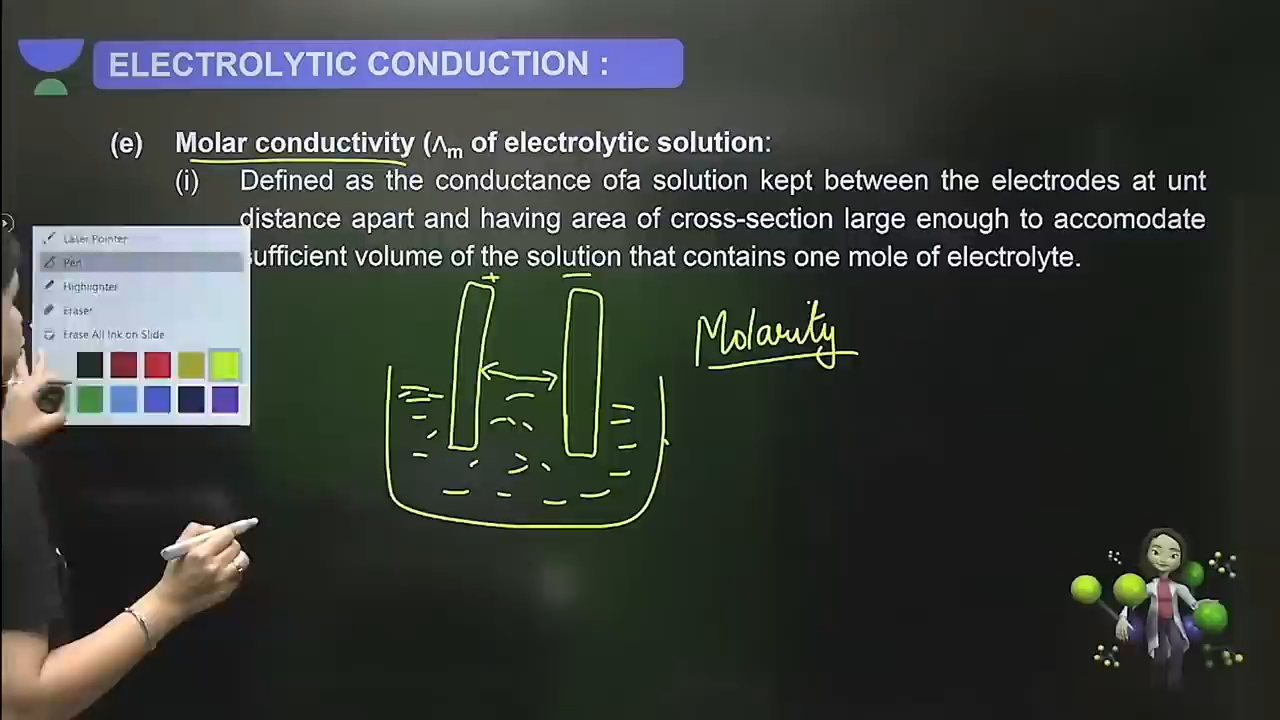 ELECTROLYTIC CONDUCTION :
(e) Molar conductivity (Λm of electrolytic solution:
(i) Defined as the conductance ofa solution kept between the electrodes at unt
distance apart and having area of cross-section large enough to accomodate
sufficient volume of the solution that contains one mole of electrolyte.
Laser Pointer
Pen
Highlighter
Eraser
Erase All Ink on Slide
+ −
Molarity